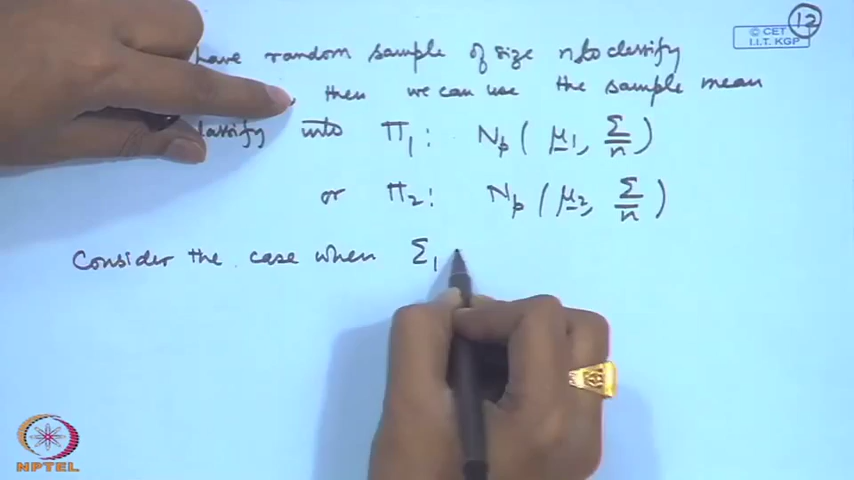 12
© CET
I.I.T. KGP
have random sample of size n to classify
then we can use the sample mean
classify into Π₁: Nₚ(μ₁, Σ/n)
or Π₂: Nₚ(μ₂, Σ/n)
Consider the case when Σ₁
NPTEL